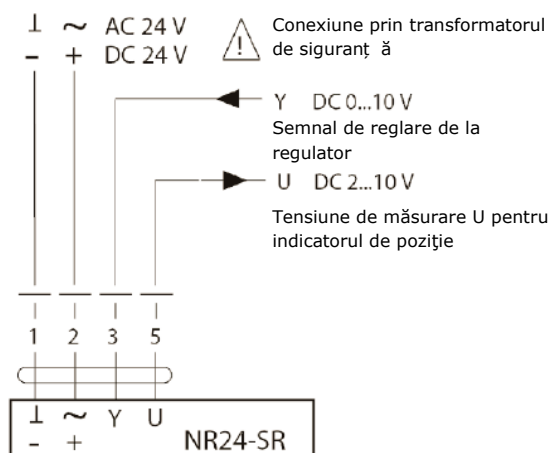 ⊥ ~ AC 24 V
- + DC 24 V
Conexiune prin transformatorul
de siguranț ă
Y DC 0...10 V
Semnal de reglare de la
regulator
U DC 2...10 V
Tensiune de măsurare U pentru
indicatorul de poziţie
1 2 3 5
⊥ ~ Y U
- + NR24-SR